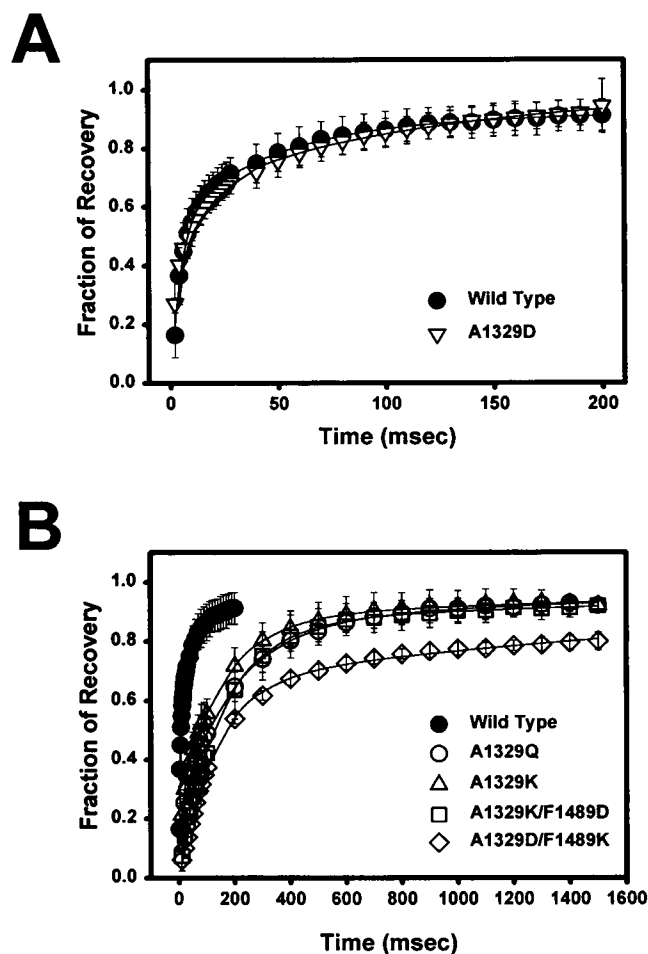 A
Fraction of Recovery
1.0
0.8
0.6
0.4
0.2
0.0
Wild Type
A1329D
0 50 100 150 200
Time (msec)
B
Fraction of Recovery
1.0
0.8
0.6
0.4
0.2
0.0
Wild Type
A1329Q
A1329K
A1329K/F1489D
A1329D/F1489K
0 200 400 600 800 1000 1200 1400 1600
Time (msec)